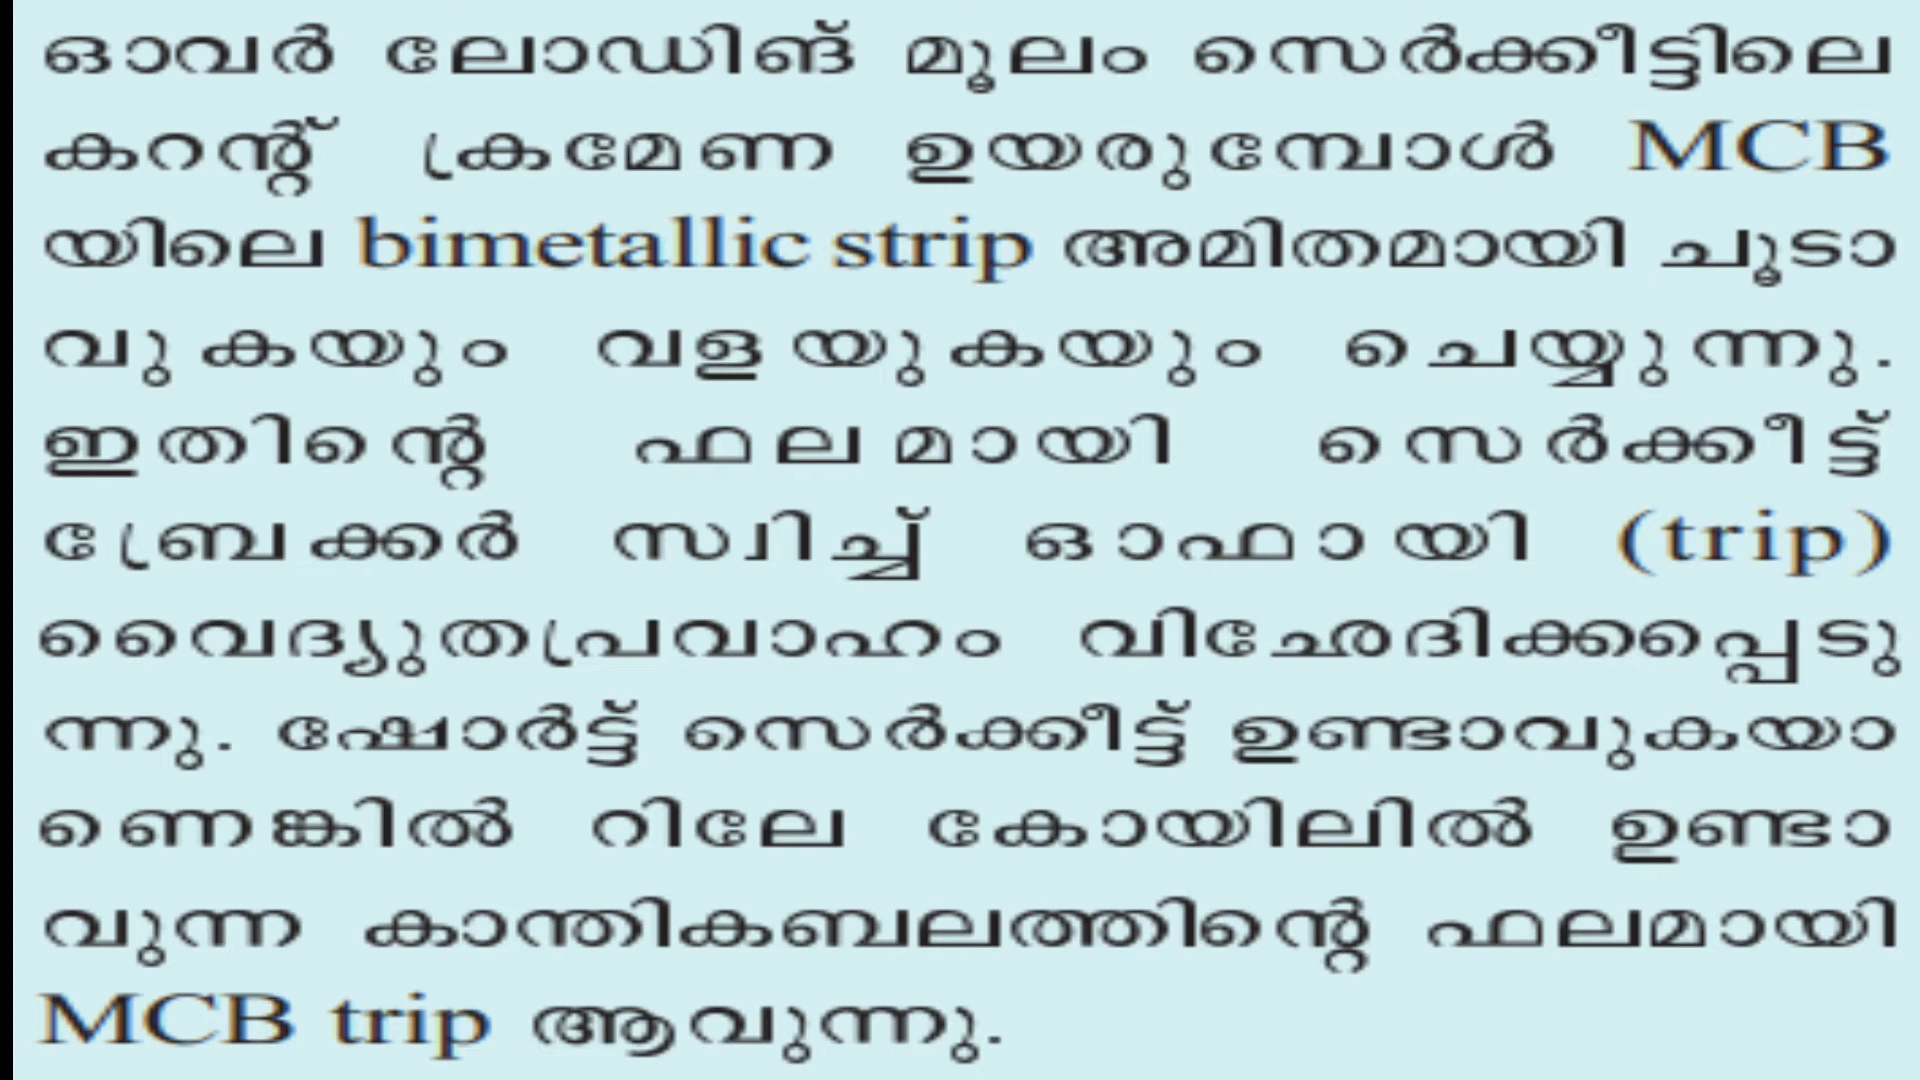 ഓവർ ലോഡിങ് മൂലം സെർക്കീട്ടിലെ
കറന്റ് ക്രമേണ ഉയരുമ്പോൾ MCB
യിലെ bimetallic strip അമിതമായി ചൂടാ
വുകയും വളയുകയും ചെയ്യുന്നു.
ഇതിന്റെ ഫലമായി സെർക്കീട്ട്
ബ്രേക്കർ സ്വിച്ച് ഓഫായി (trip)
വൈദ്യുതപ്രവാഹം വിഛേദിക്കപ്പെടു
ന്നു. ഷോർട്ട് സെർക്കീട്ട് ഉണ്ടാവുകയാ
ണെങ്കിൽ റിലേ കോയിലിൽ ഉണ്ടാ
വുന്ന കാന്തികബലത്തിന്റെ ഫലമായി
MCB trip ആവുന്നു.